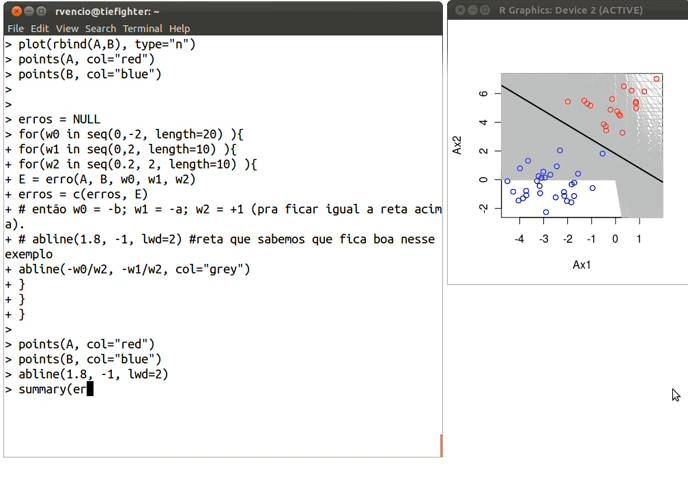 rvencio@tiefighter: ~
File Edit View Search Terminal Help
> plot(rbind(A,B), type="n")
> points(A, col="red")
> points(B, col="blue")
>
>
> erros = NULL
> for(w0 in seq(0,-2, length=20) ){
+ for(w1 in seq(0,2, length=10) ){
+ for(w2 in seq(0.2, 2, length=10) ){
+ E = erro(A, B, w0, w1, w2)
+ erros = c(erros, E)
+ # então w0 = -b; w1 = -a; w2 = +1 (pra ficar igual a reta acim
a).
+ # abline(1.8, -1, lwd=2) #reta que sabemos que fica boa nesse
exemplo
+ abline(-w0/w2, -w1/w2, col="grey")
+ }
+ }
+ }
>
> points(A, col="red")
> points(B, col="blue")
> abline(1.8, -1, lwd=2)
> summary(er
R Graphics: Device 2 (ACTIVE)
Ax2
6
4
2
0
-2
-4 -3 -2 -1 0 1
Ax1